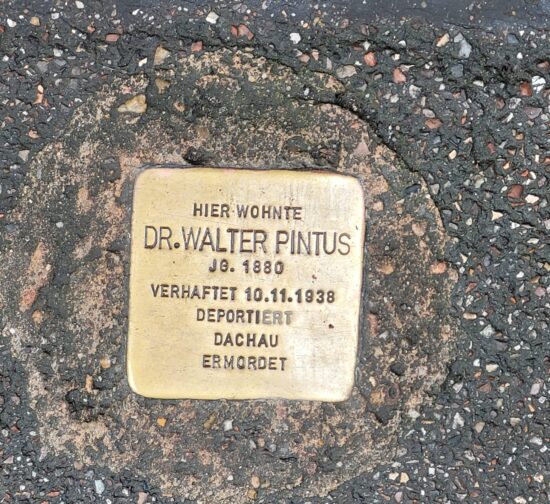 HIER WOHNTE
DR. WALTER PINTUS
JG. 1880
VERHAFTET 10.11.1938
DEPORTIERT
DACHAU
ERMORDET